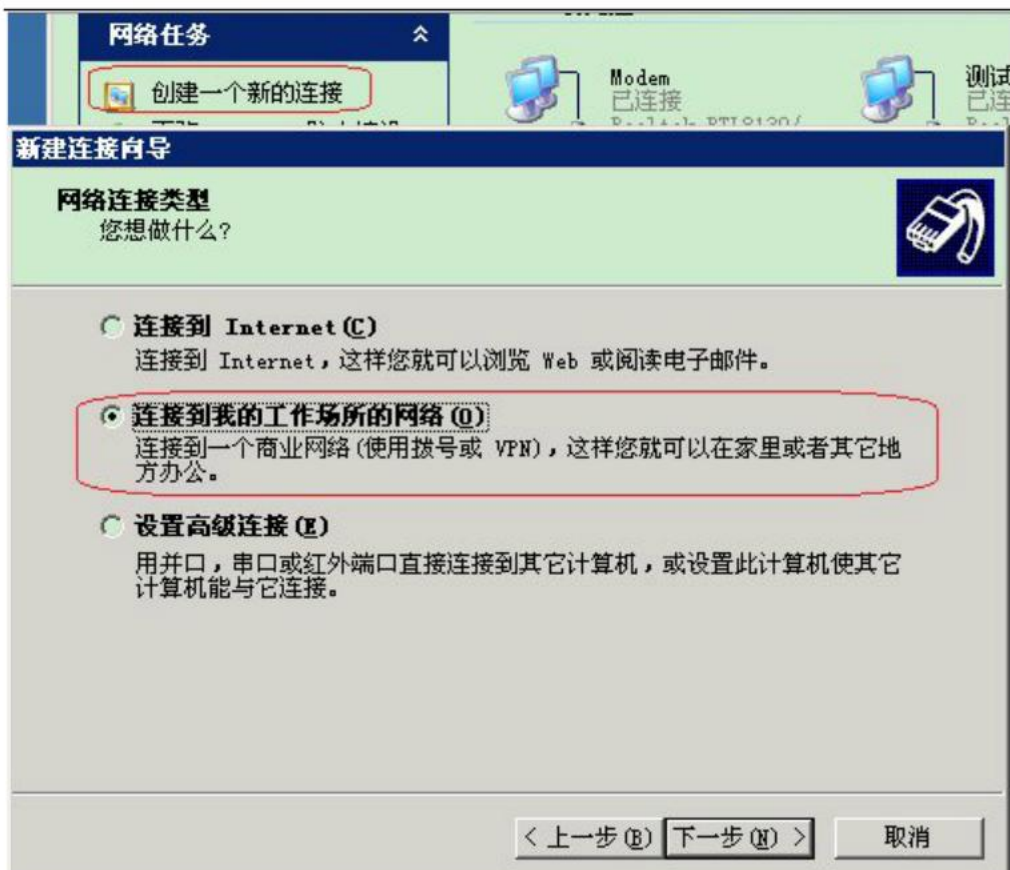 网络任务
创建一个新的连接
Modem
已连接
测试
已连
新建连接向导
网络连接类型
您想做什么?
连接到 Internet(C)
连接到 Internet,这样您就可以浏览 Web 或阅读电子邮件。
连接到我的工作场所的网络(O)
连接到一个商业网络(使用拨号或 VPN),这样您就可以在家里或者其它地
方办公。
设置高级连接(E)
用并口,串口或红外端口直接连接到其它计算机,或设置此计算机使其它
计算机能与它连接。
< 上一步(B)
下一步(N) >
取消